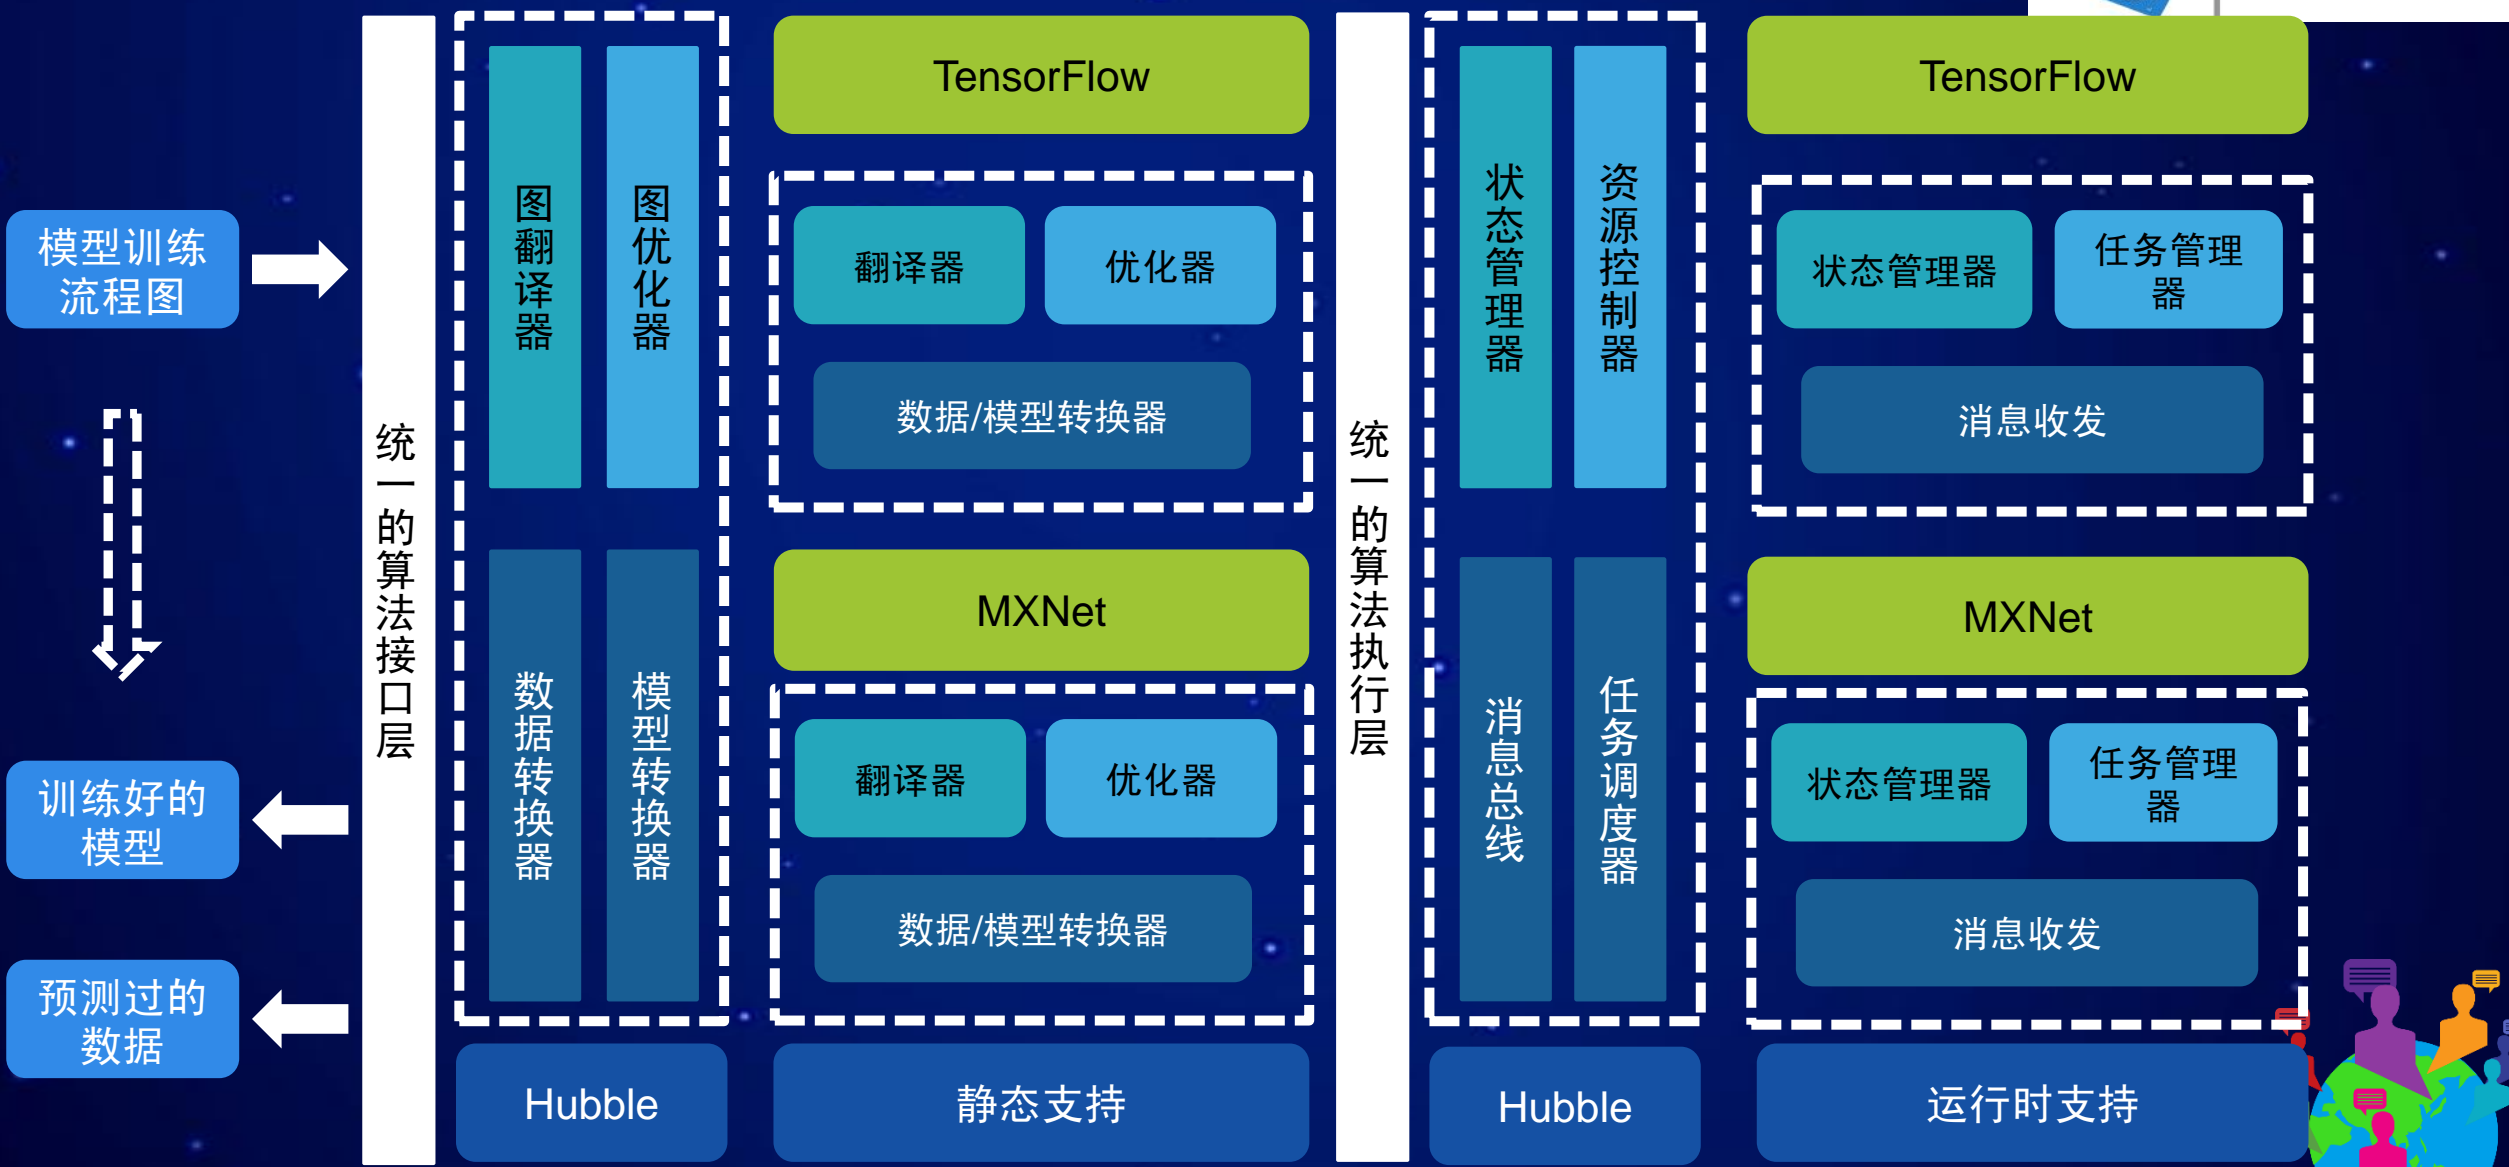 模型训练
流程图
训练好的
模型
预测过的
数据
统一的算法接口层
图翻译器
图优化器
数据转换器
模型转换器
Hubble
TensorFlow
翻译器
优化器
数据/模型转换器
MXNet
翻译器
优化器
数据/模型转换器
静态支持
统一的算法执行层
状态管理器
资源控制器
消息总线
任务调度器
Hubble
TensorFlow
状态管理器
任务管理
器
消息收发
MXNet
状态管理器
任务管理
器
消息收发
运行时支持